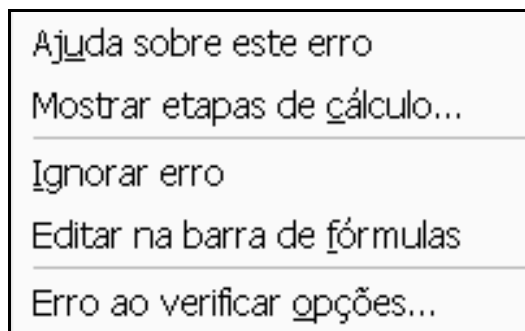 Ajuda sobre este erro
Mostrar etapas de cálculo...
Ignorar erro
Editar na barra de fórmulas
Erro ao verificar opções...